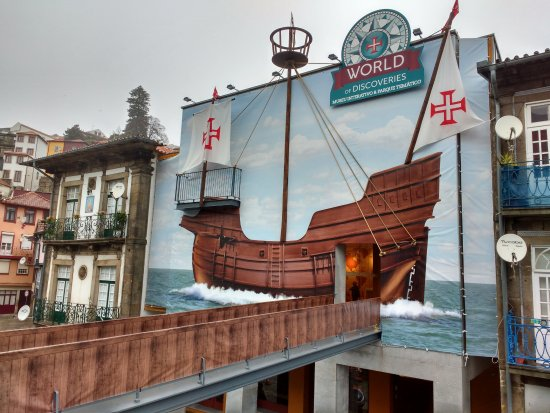 WORLD
OF DISCOVERIES
MUSEU INTERATIVO & PARQUE TEMÁTICO